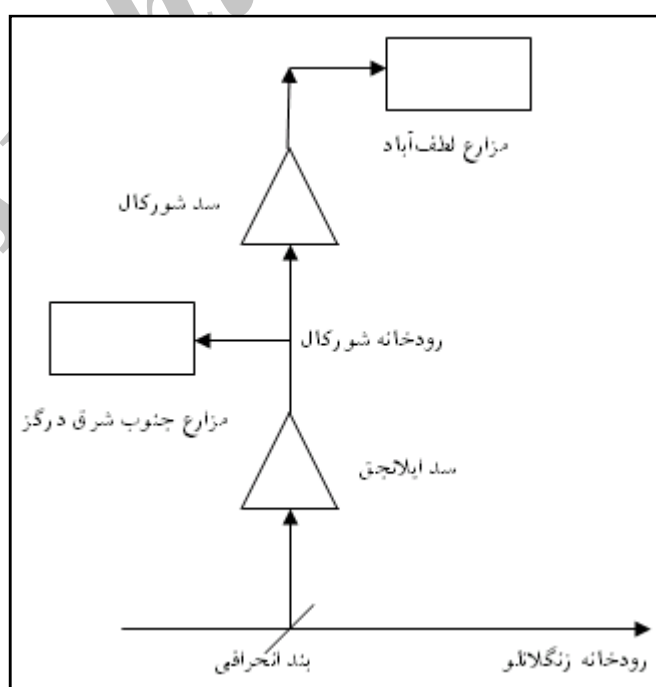 مزارع لطف‌آباد
سد شورکال
رودخانه شورکال
مزارع جنوب شرق درگز
سد ایلانجق
بند انحرافی
رودخانه زنگلانلو